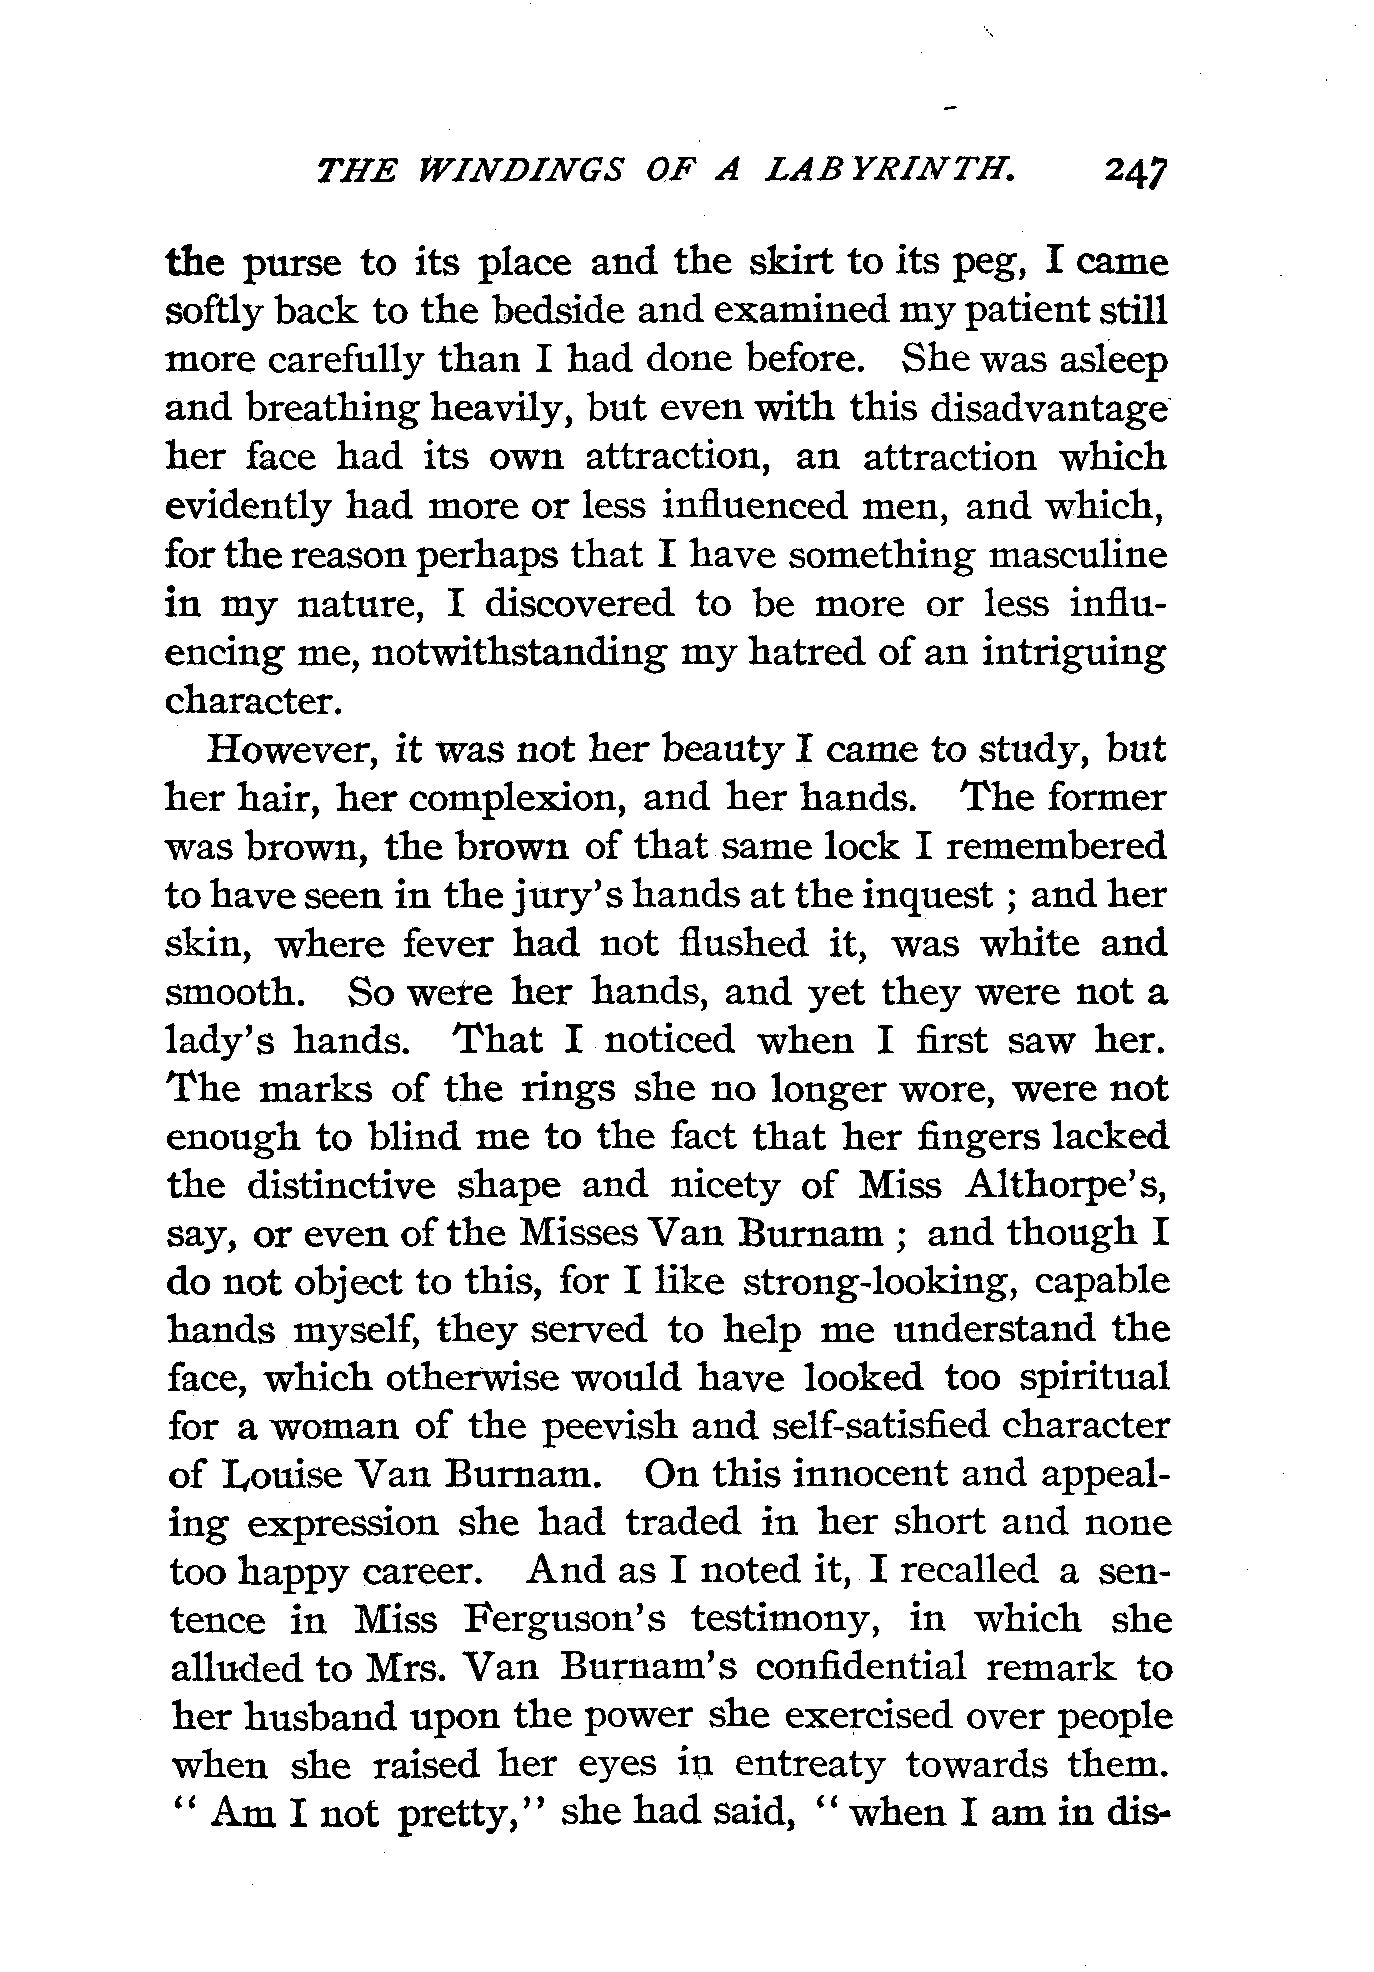 THE WINDINGS OF A LABYRINTH. 247
the purse to its place and the skirt to its peg, I came
softly back to the bedside and examined my patient still
more carefully than I had done before. She was asleep
and breathing heavily, but even with this disadvantage
her face had its own attraction, an attraction which
evidently had more or less influenced men, and which,
for the reason perhaps that I have something masculine
in my nature, I discovered to be more or less influ-
encing me, notwithstanding my hatred of an intriguing
character.
However, it was not her beauty I came to study, but
her hair, her complexion, and her hands. The former
was brown, the brown of that same lock I remembered
to have seen in the jury's hands at the inquest ; and her
skin, where fever had not flushed it, was white and
smooth. So were her hands, and yet they were not a
lady's hands. That I noticed when I first saw her.
The marks of the rings she no longer wore, were not
enough to blind me to the fact that her fingers lacked
the distinctive shape and nicety of Miss Althorpe's,
say, or even of the Misses Van Burnam ; and though I
do not object to this, for I like strong-looking, capable
hands myself, they served to help me understand the
face, which otherwise would have looked too spiritual
for a woman of the peevish and self-satisfied character
of Louise Van Burnam. On this innocent and appeal-
ing expression she had traded in her short and none
too happy career. And as I noted it, I recalled a sen-
tence in Miss Ferguson's testimony, in which she
alluded to Mrs. Van Burnam's confidential remark to
her husband upon the power she exercised over people
when she raised her eyes in entreaty towards them.
“ Am I not pretty,” she had said, “ when I am in dis-